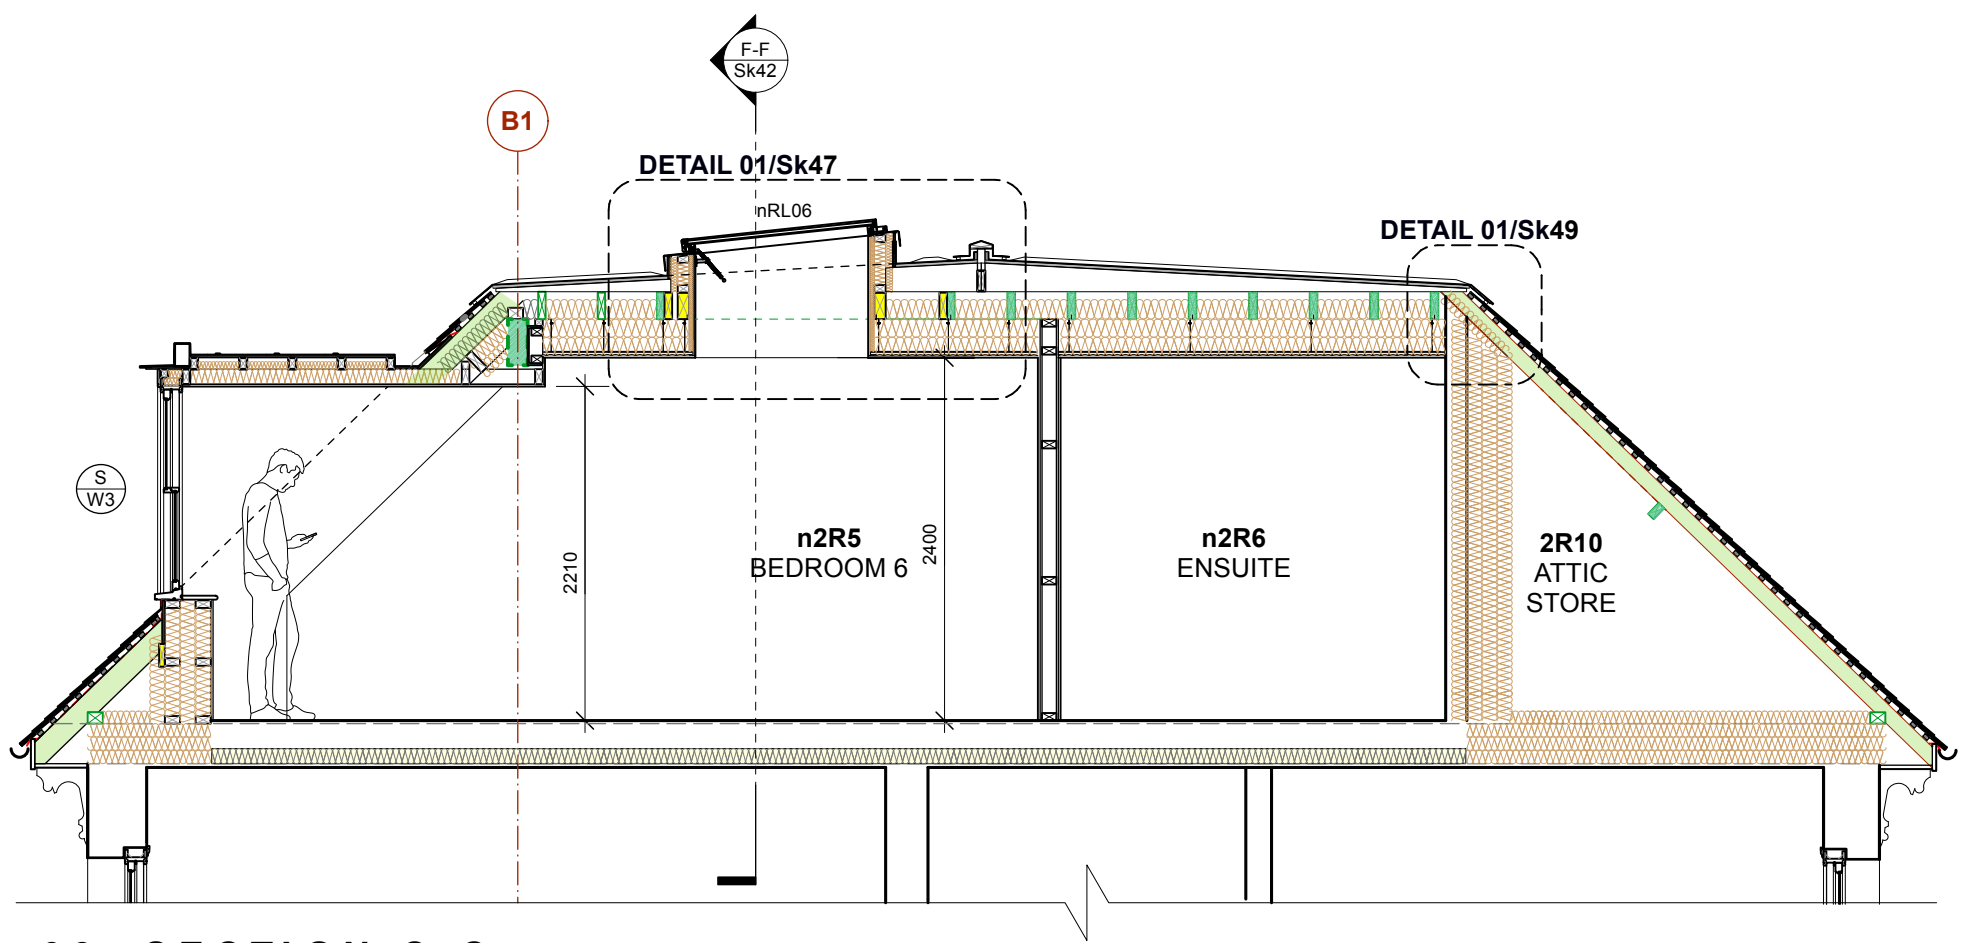 F-F
Sk42
B1
DETAIL 01/Sk47
nRL06
DETAIL 01/Sk49
S
W3
2210
n2R5
BEDROOM 6
2400
n2R6
ENSUITE
2R10
ATTIC
STORE